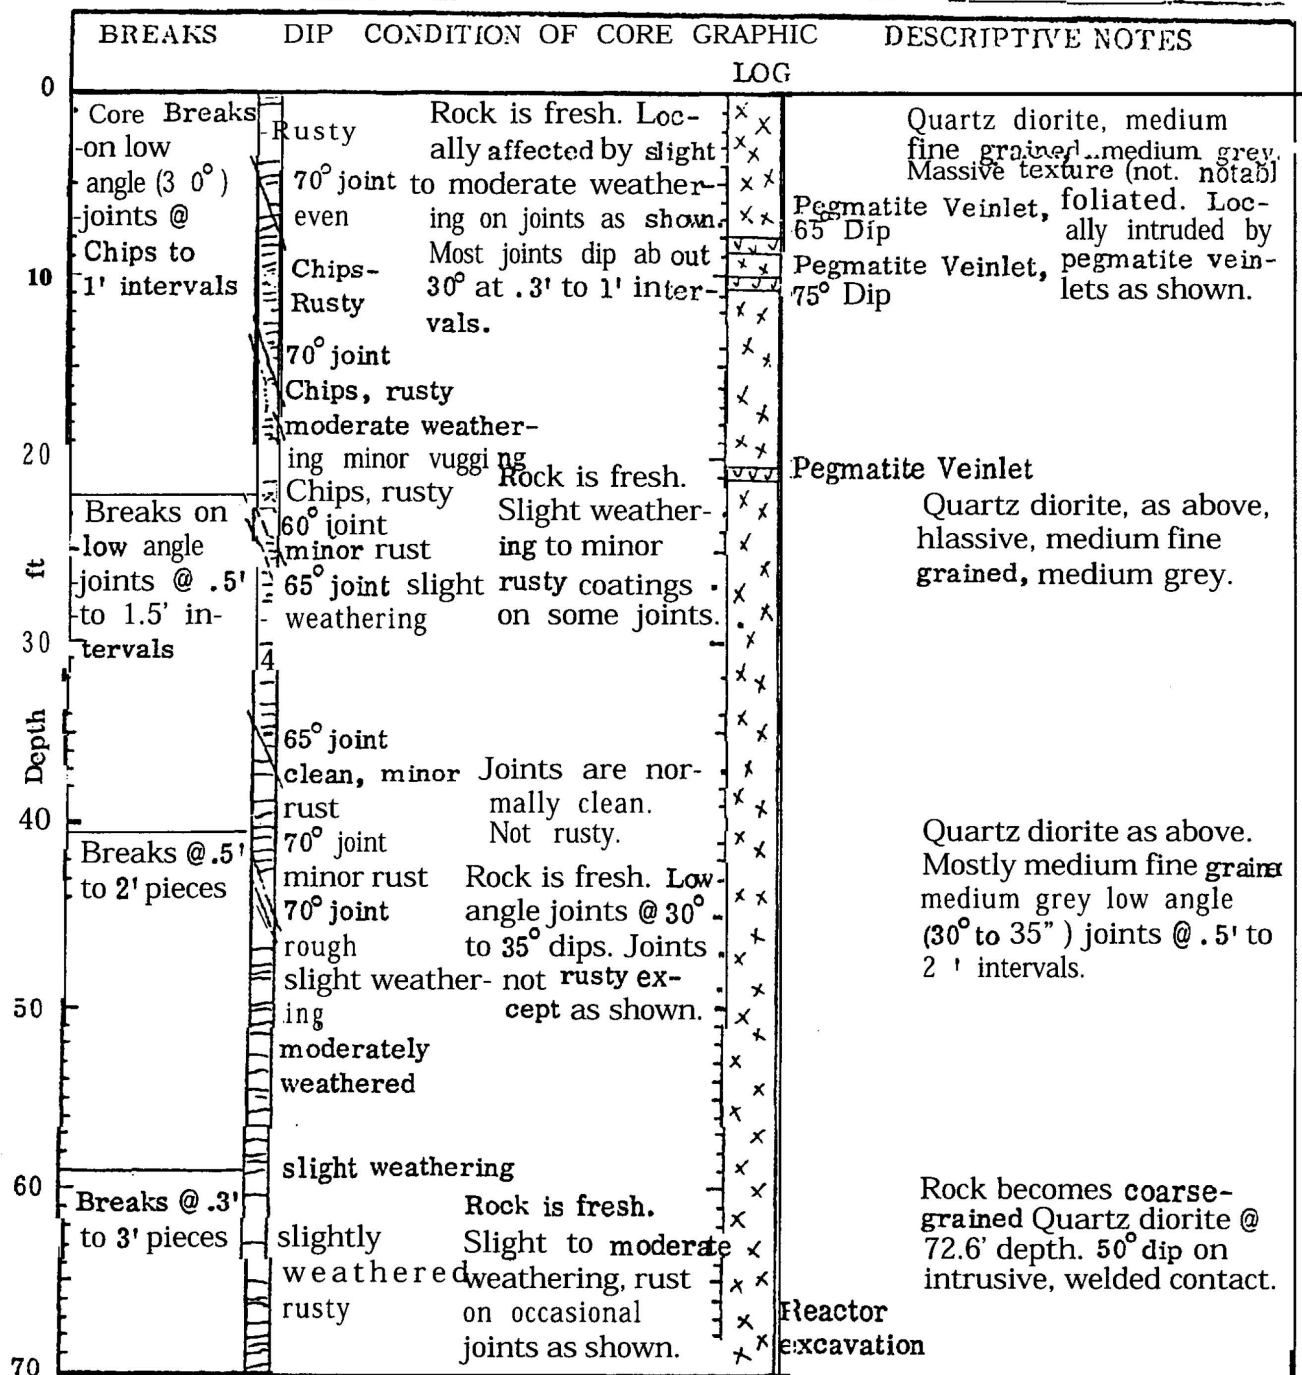 BREAKS DIP CONDITION OF CORE GRAPHIC LOG DESCRIPTIVE NOTES
0
10
20
30
40
50
60
70
Depth ft
Core Breaks
on low
angle (3 0°)
joints @
Chips to
1' intervals
Breaks on
low angle
joints @ .5'
to 1.5' in-
tervals
Breaks @ .5'
to 2' pieces
Breaks @ .3'
to 3' pieces
Rusty
70° joint
even
Chips-
Rusty
70° joint
Chips, rusty
moderate weather-
ing minor vugging
Chips, rusty
60° joint
minor rust
65° joint slight
weathering
4
65° joint
clean, minor
rust
70° joint
minor rust
70° joint
rough
slight weather-
ing
moderately
weathered
slight weathering
slightly
weathered
rusty
Rock is fresh. Loc-
ally affected by slight
to moderate weather-
ing on joints as shown.
Most joints dip ab out
30° at .3' to 1' inter-
vals.
Rock is fresh.
Slight weather-
ing to minor
rusty coatings
on some joints.
Joints are nor-
mally clean.
Not rusty.
Rock is fresh. Low
angle joints @ 30°
to 35° dips. Joints
not rusty ex-
cept as shown.
Rock is fresh.
Slight to moderate
weathering, rust
on occasional
joints as shown.
Pegmatite Veinlet,
65° Dip
Pegmatite Veinlet,
75° Dip
Pegmatite Veinlet
Reactor
excavation
Quartz diorite, medium
fine grained, medium grey.
Massive texture (not. notabl
foliated. Loc-
ally intruded by
pegmatite vein-
lets as shown.
Quartz diorite, as above,
hlassive, medium fine
grained, medium grey.
Quartz diorite as above.
Mostly medium fine graine
medium grey low angle
(30° to 35") joints @ .5' to
2 ' intervals.
Rock becomes coarse-
grained Quartz diorite @
72.6' depth. 50° dip on
intrusive, welded contact.